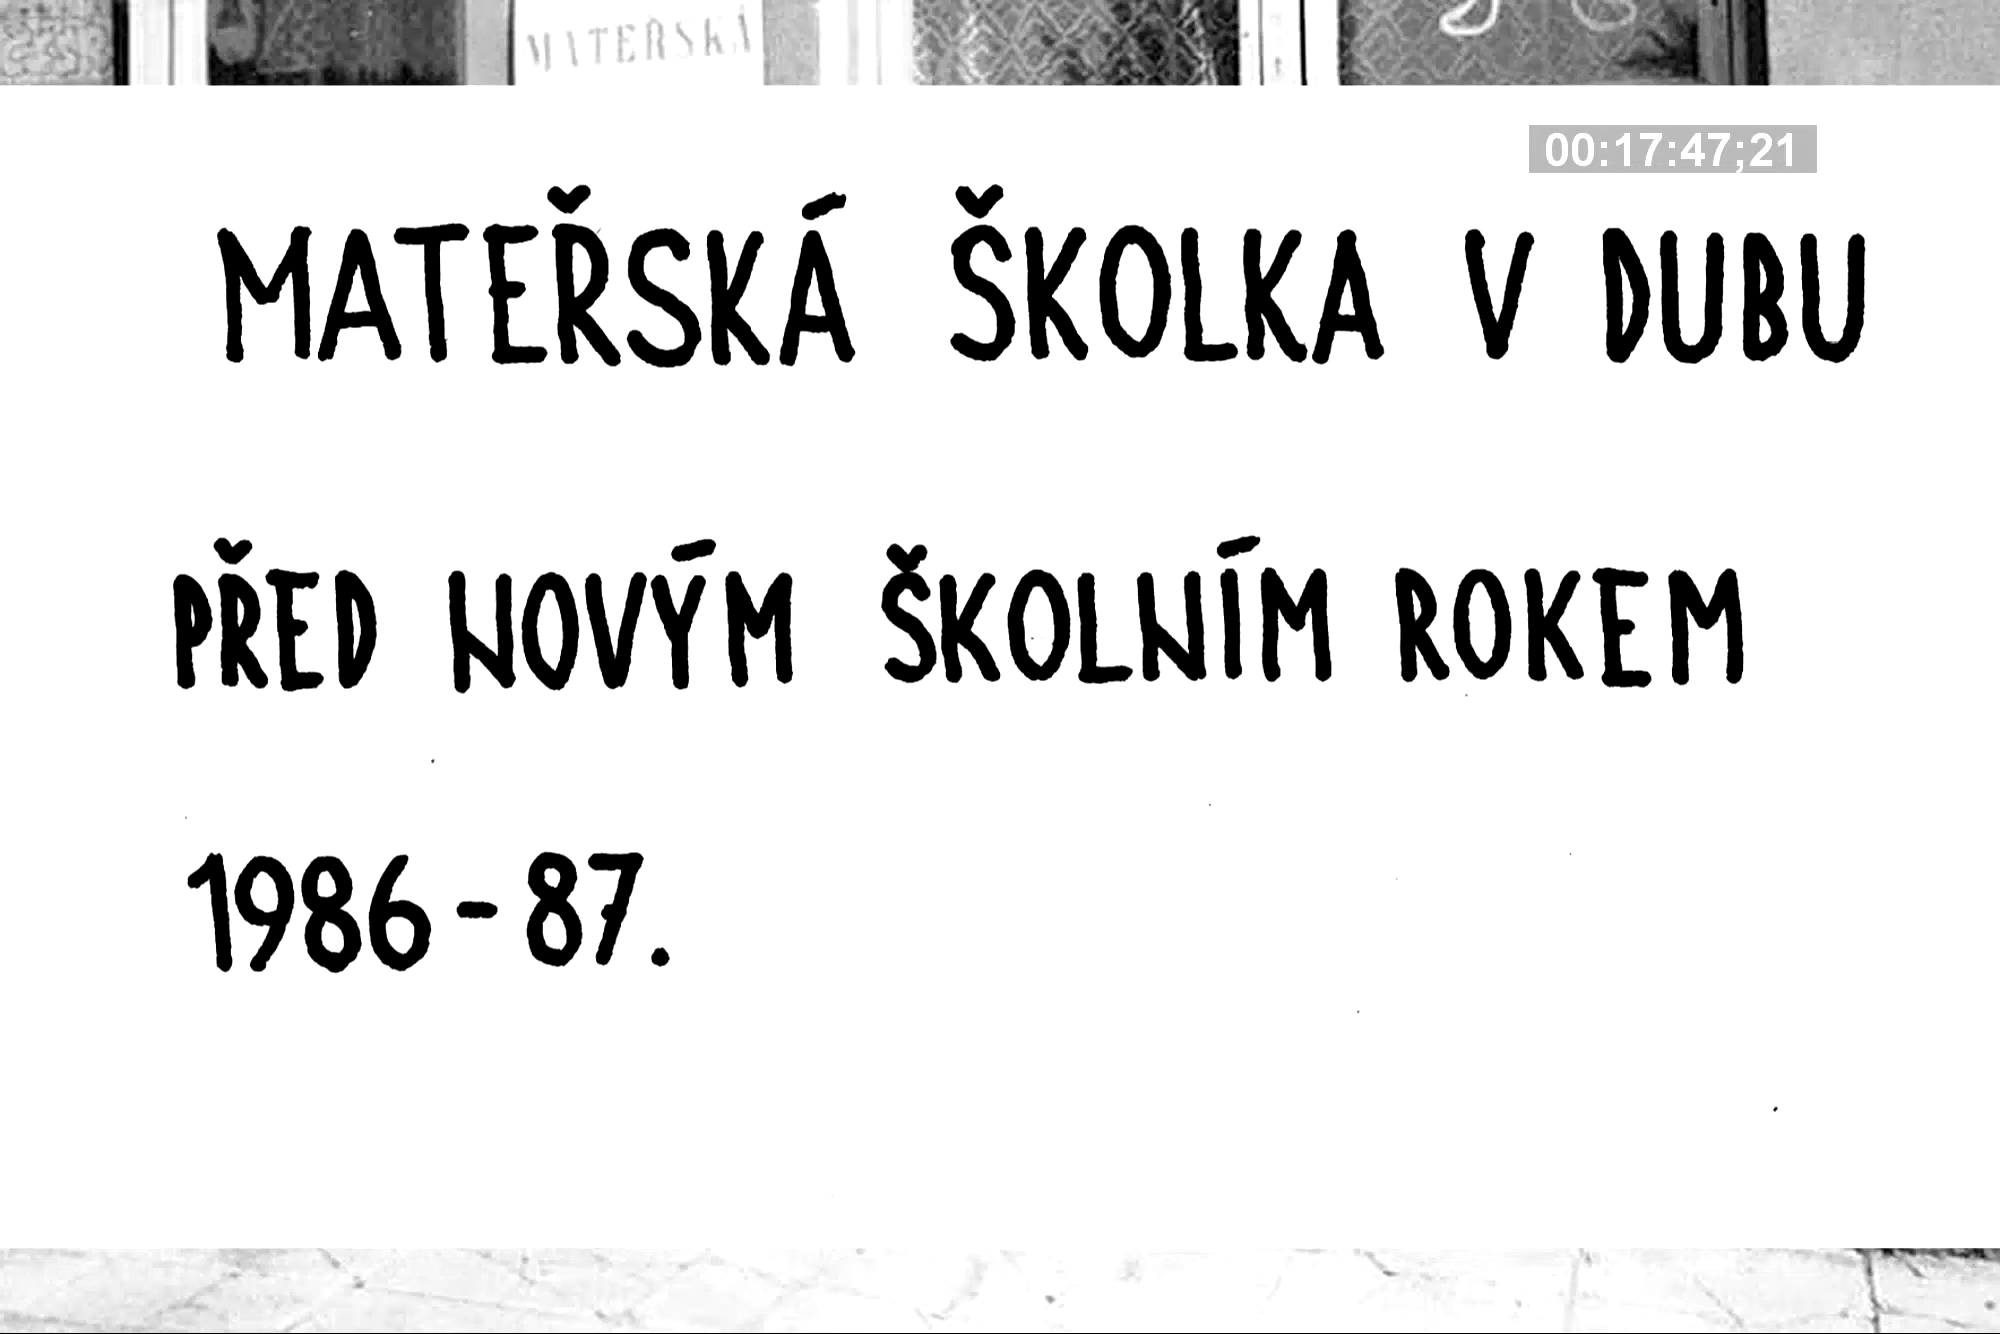 MATEŘSKÁ
00:17:47;21
MATEŘSKÁ ŠKOLKA V DUBU
PŘED NOVÝM ŠKOLNÍM ROKEM
1986-87.